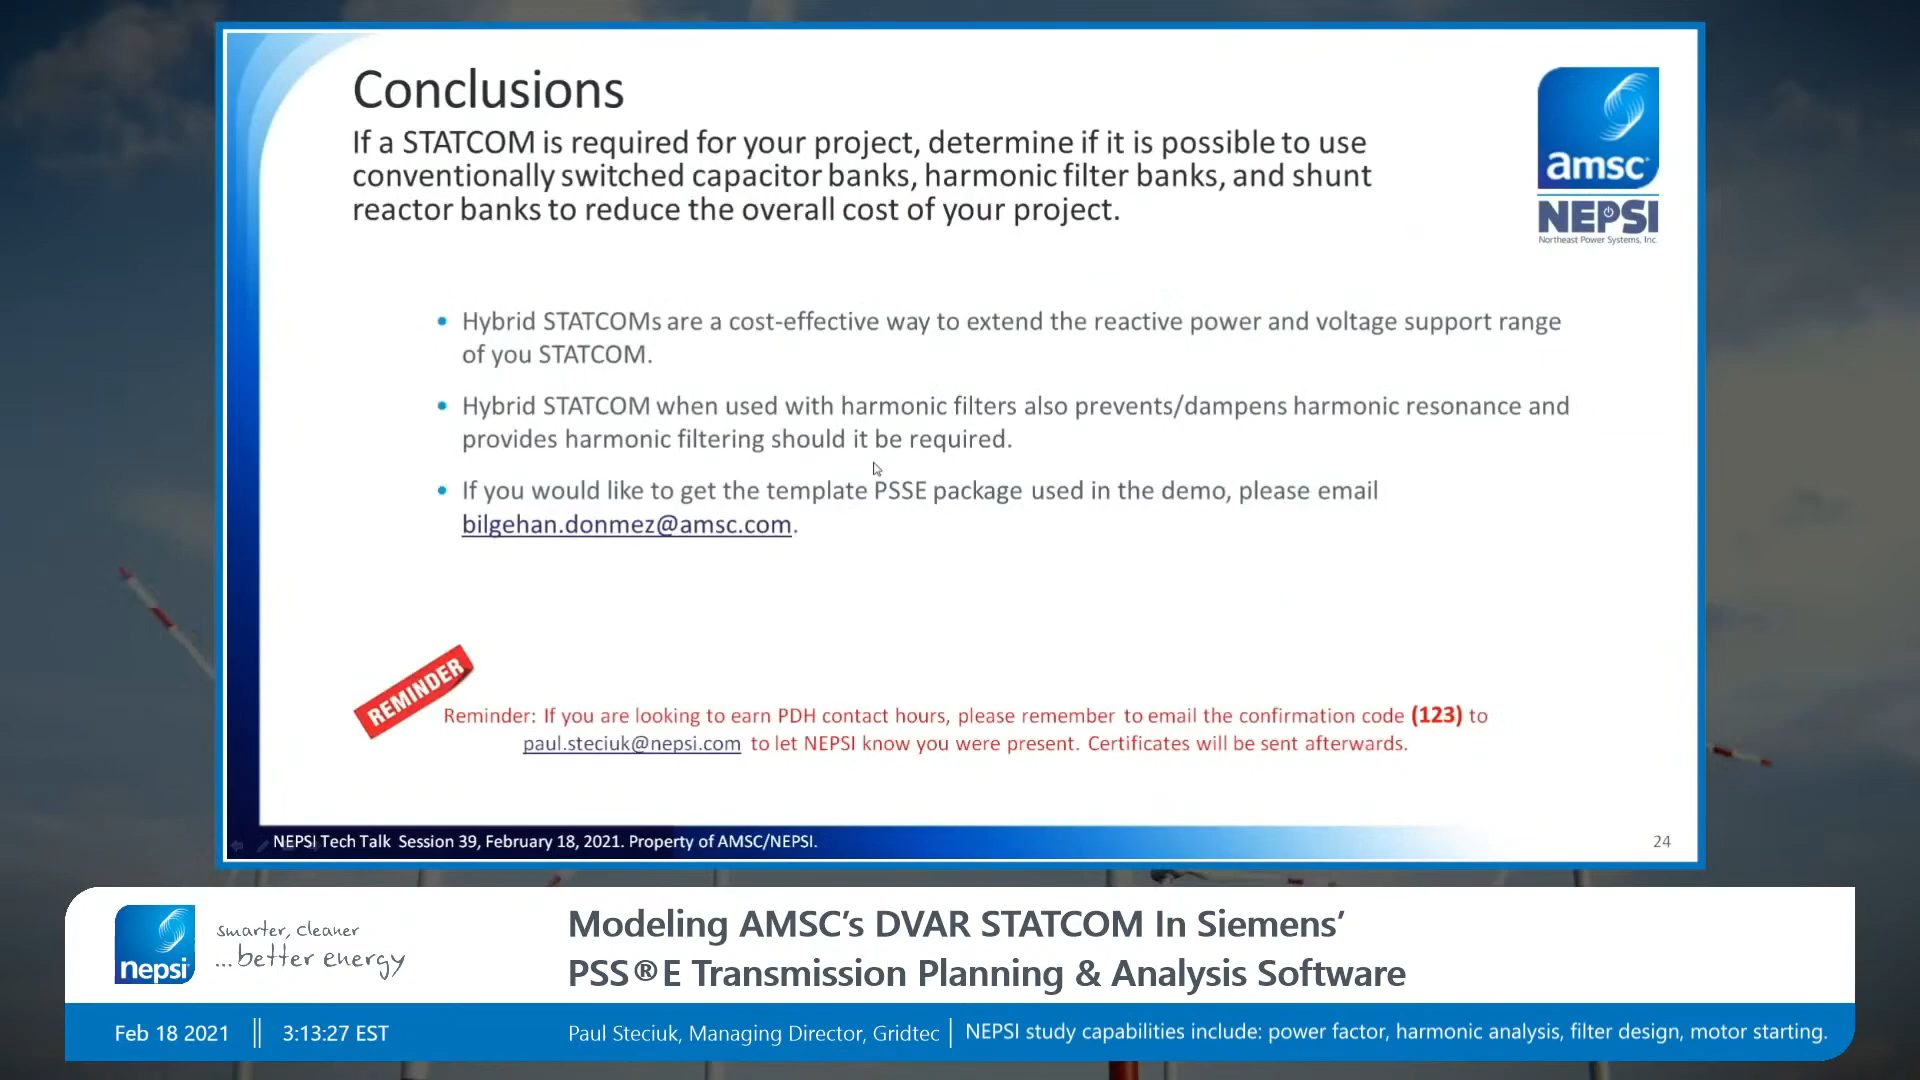 Conclusions
If a STATCOM is required for your project, determine if it is possible to use
conventionally switched capacitor banks, harmonic filter banks, and shunt
reactor banks to reduce the overall cost of your project.
amsc
NEPSI
Northeast Power Systems, Inc.
• Hybrid STATCOMs are a cost-effective way to extend the reactive power and voltage support range
of you STATCOM.
• Hybrid STATCOM when used with harmonic filters also prevents/dampens harmonic resonance and
provides harmonic filtering should it be required.
• If you would like to get the template PSSE package used in the demo, please email
bilgehan.donmez@amsc.com.
REMINDER
Reminder: If you are looking to earn PDH contact hours, please remember to email the confirmation code (123) to
paul.steciuk@nepsi.com to let NEPSI know you were present. Certificates will be sent afterwards.
NEPSI Tech Talk Session 39, February 18, 2021. Property of AMSC/NEPSI.
24
nepsi
smarter, cleaner
...better energy
Modeling AMSC’s DVAR STATCOM In Siemens’
PSS®E Transmission Planning & Analysis Software
Feb 18 2021 || 3:13:27 EST
Paul Steciuk, Managing Director, Gridtec | NEPSI study capabilities include: power factor, harmonic analysis, filter design, motor starting.